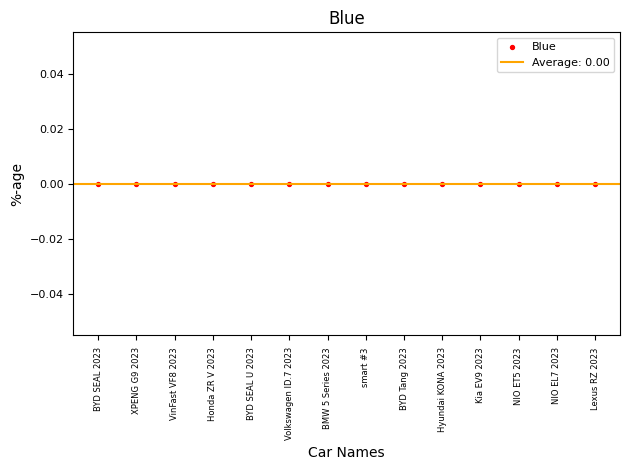 Blue
Blue
Average: 0.00
%-age
0.04
0.02
0.00
−0.02
−0.04
BYD SEAL 2023
XPENG G9 2023
VinFast VF8 2023
Honda ZR V 2023
BYD SEAL U 2023
Volkswagen ID.7 2023
BMW 5 Series 2023
smart #3
BYD Tang 2023
Hyundai KONA 2023
Kia EV9 2023
NIO ET5 2023
NIO EL7 2023
Lexus RZ 2023
Car Names